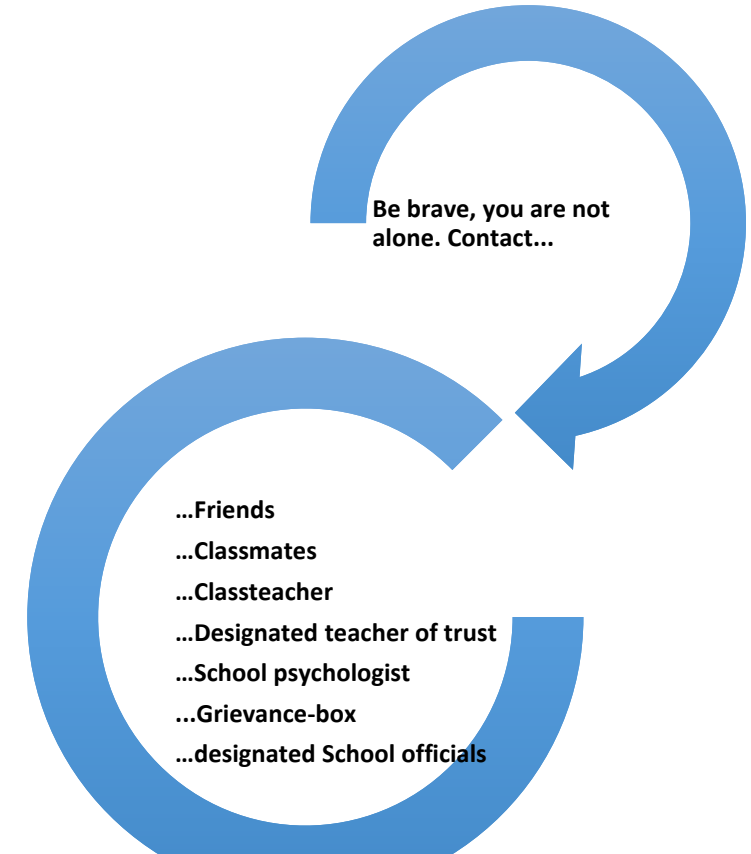 Be brave, you are not
alone. Contact...
…Friends
…Classmates
…Classteacher
…Designated teacher of trust
…School psychologist
...Grievance-box
…designated School officials